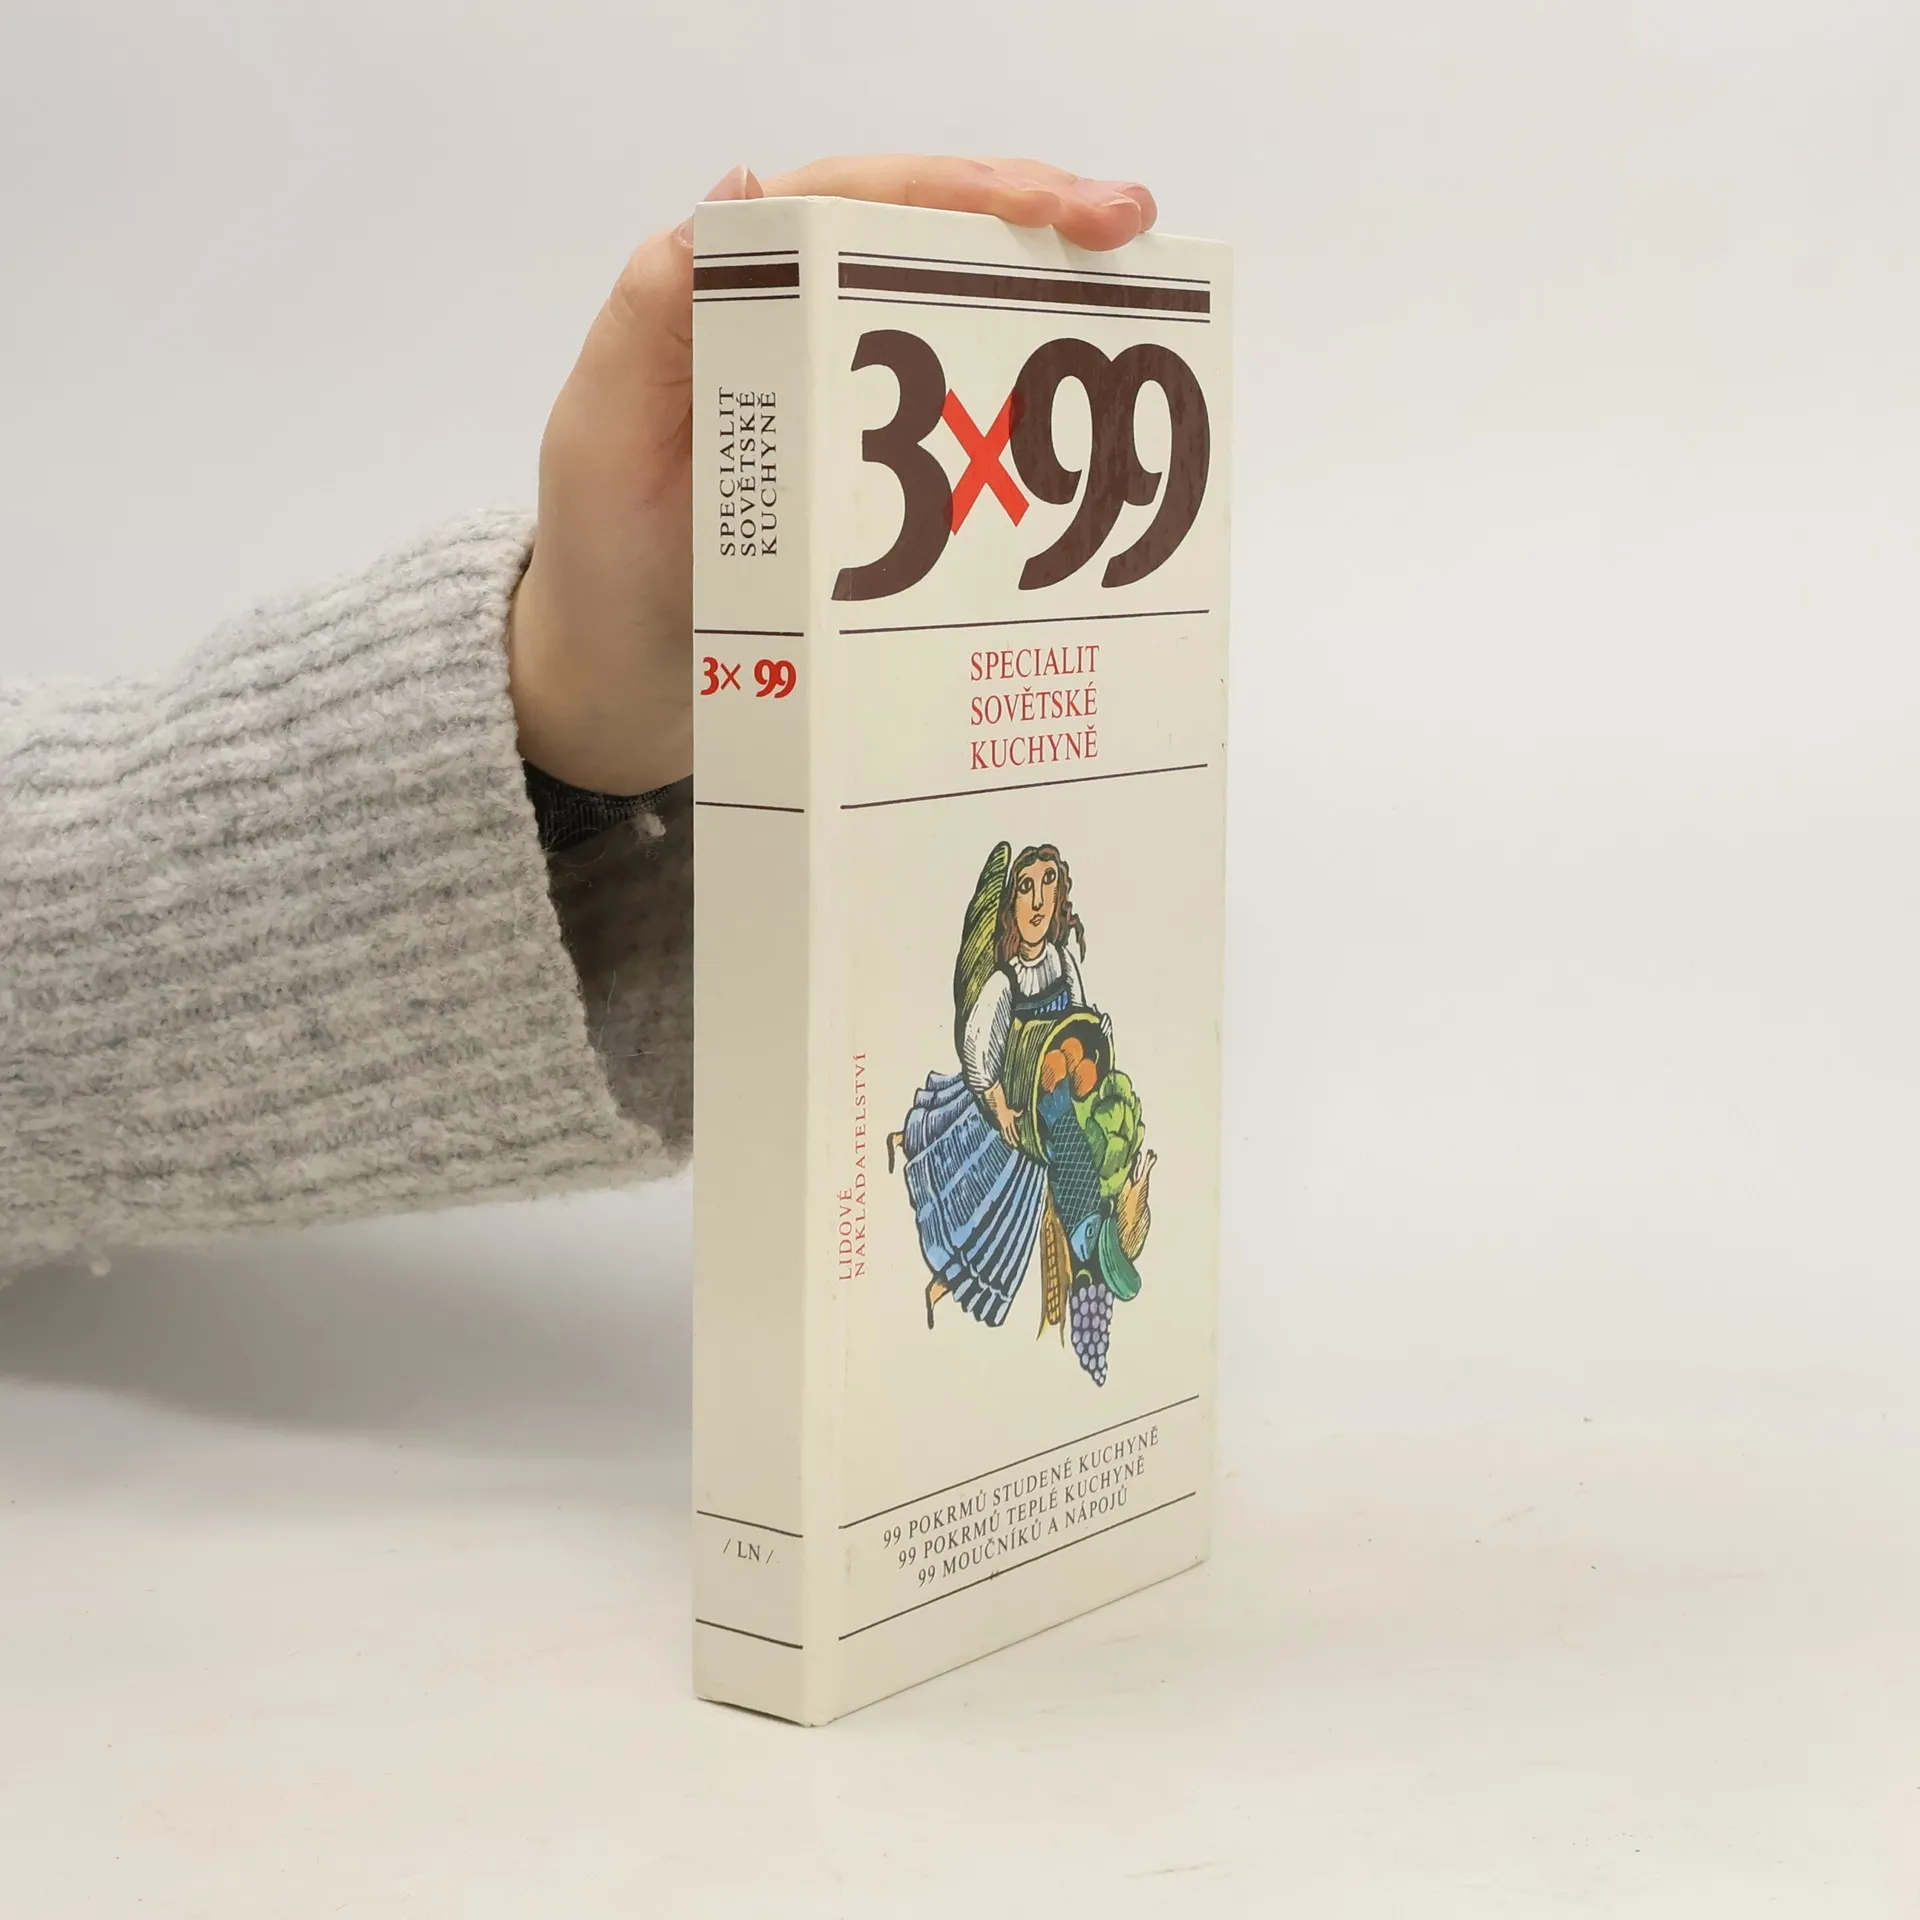 SPECIALIT
SOVĚTSKÉ
KUCHYNĚ
3× 99
/ LN /
3×99
SPECIALIT
SOVĚTSKÉ
KUCHYNĚ
LIDOVÉ
NAKLADATELSTVÍ
99 POKRMŮ STUDENÉ KUCHYNĚ
99 POKRMŮ TEPLÉ KUCHYNĚ
99 MOUČNÍKŮ A NÁPOJŮ